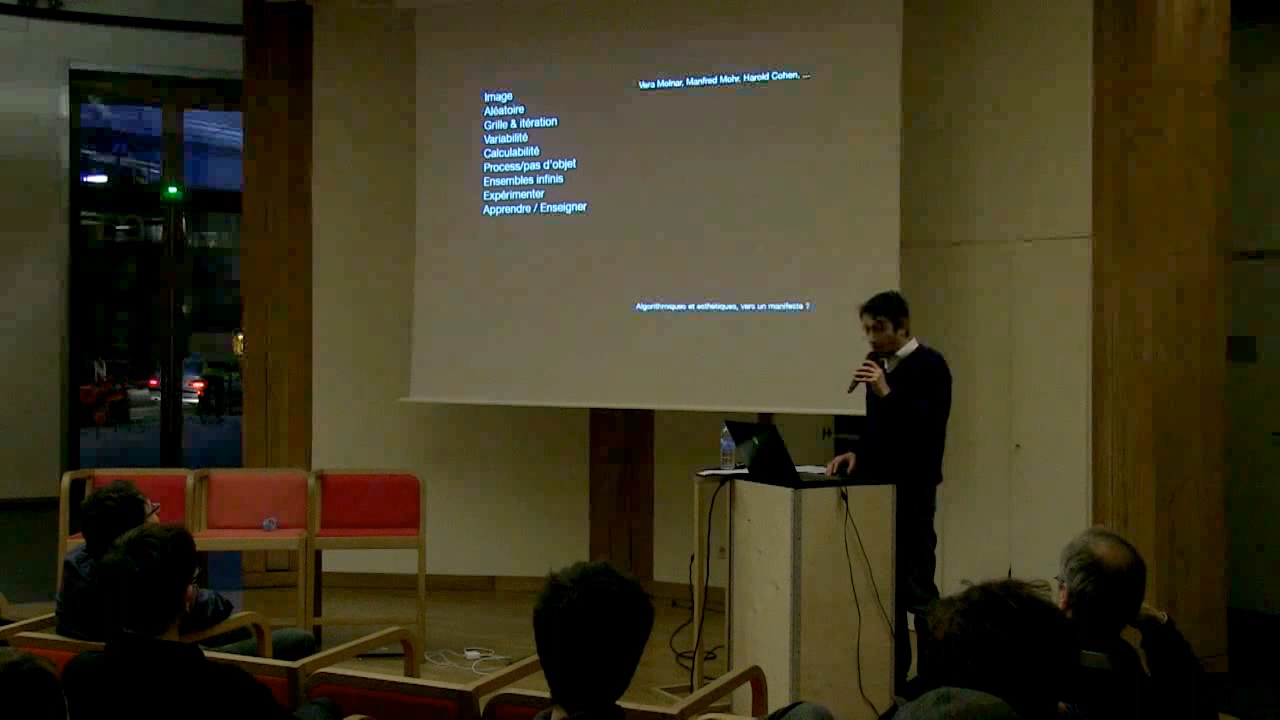 Vera Molnar, Manfred Mohr, Harold Cohen, ...
Image
Aléatoire
Grille & itération
Variabilité
Calculabilité
Process/pas d'objet
Ensembles infinis
Expérimenter
Apprendre / Enseigner
Algorithmiques et esthétiques, vers un manifeste ?